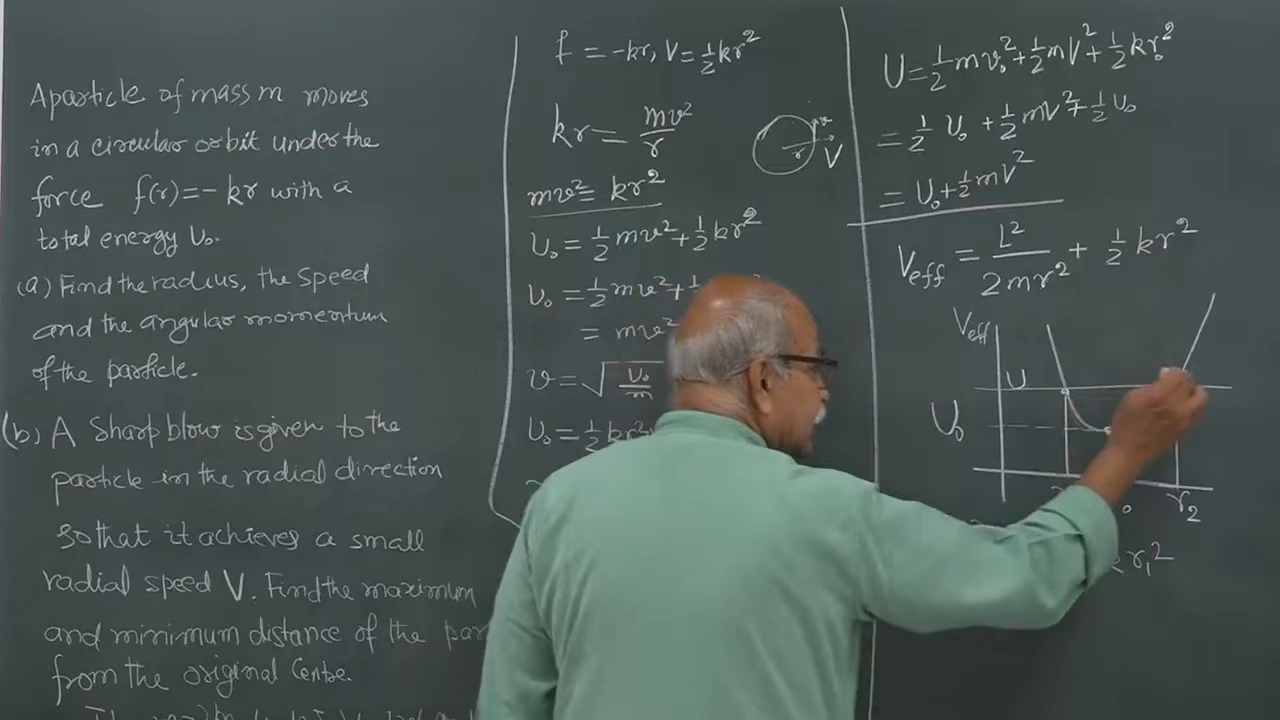 A particle of mass m moves
in a circular orbit under the
force f(r)=-kr with a
total energy U₀.
(a) Find the radius, the speed
and the angular momentum
of the particle.
(b) A sharp blow is given to the
particle in the radial direction
so that it achieves a small
radial speed V. Find the maximum
and minimum distance of the
from the original Centre.
f = -kr, V = ½kr²
kr = mv²/r
v
r
V
mv² = kr²
U₀ = ½mv² + ½kr²
U₀ = ½mv² +
= mv²
v = √(U₀/m)
U₀ = ½kr²
U = ½mv₀² + ½mV² + ½kr₀²
= ½U₀ + ½mV² + ½U₀
= U₀ + ½mV²
V_eff = L²/2mr² + ½kr²
V_eff
U
U₀
r₂
r₁²